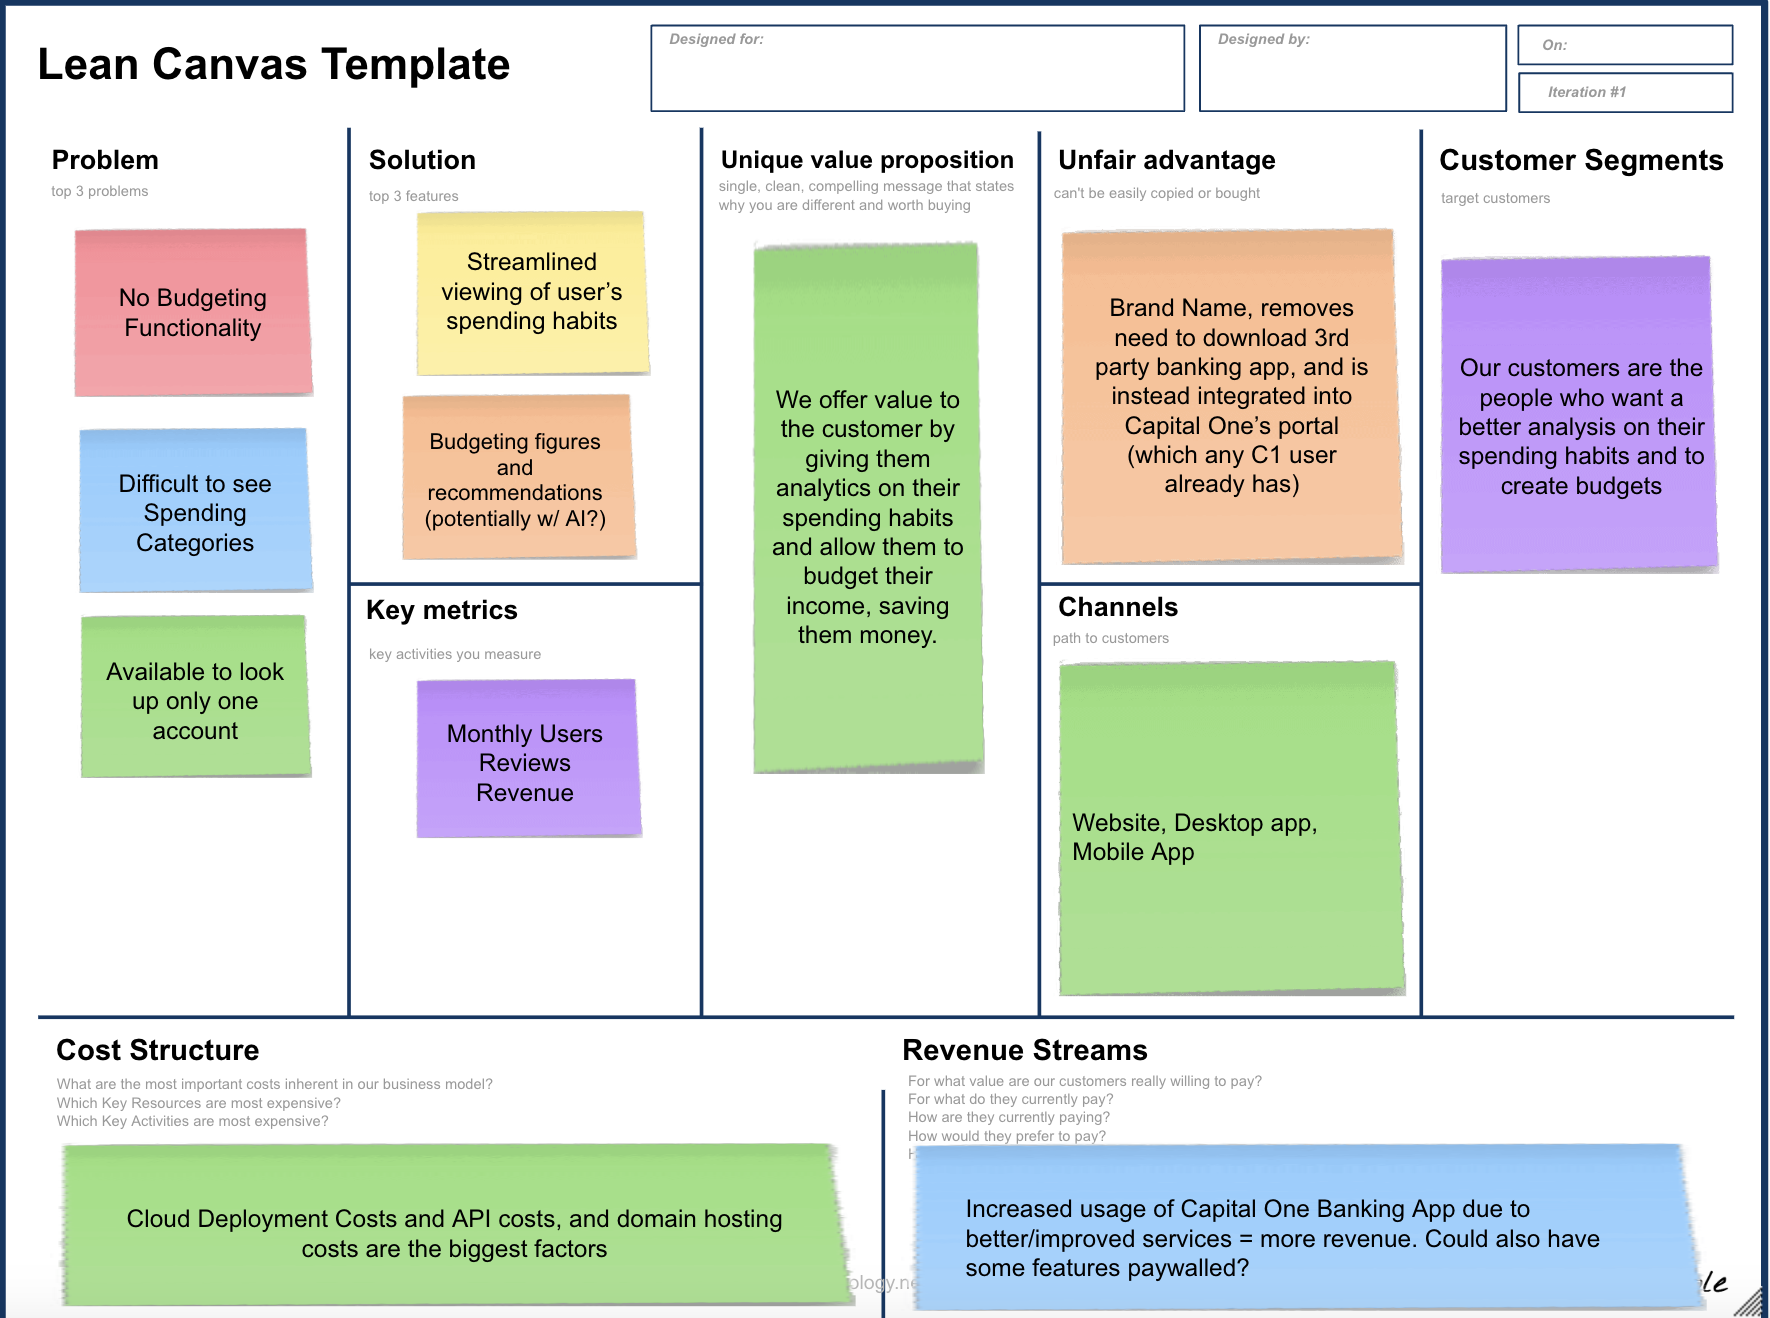 Lean Canvas Template
Designed for:
Designed by:
On:
Iteration #1
Problem
top 3 problems
No Budgeting
Functionality
Difficult to see
Spending
Categories
Available to look
up only one
account
Solution
top 3 features
Streamlined
viewing of user’s
spending habits
Budgeting figures
and
recommendations
(potentially w/ AI?)
Key metrics
key activities you measure
Monthly Users
Reviews
Revenue
Unique value proposition
single, clean, compelling message that states
why you are different and worth buying
We offer value to
the customer by
giving them
analytics on their
spending habits
and allow them to
budget their
income, saving
them money.
Unfair advantage
can't be easily copied or bought
Brand Name, removes
need to download 3rd
party banking app, and is
instead integrated into
Capital One’s portal
(which any C1 user
already has)
Channels
path to customers
Website, Desktop app,
Mobile App
Customer Segments
target customers
Our customers are the
people who want a
better analysis on their
spending habits and to
create budgets
Cost Structure
What are the most important costs inherent in our business model?
Which Key Resources are most expensive?
Which Key Activities are most expensive?
Cloud Deployment Costs and API costs, and domain hosting
costs are the biggest factors
Revenue Streams
For what value are our customers really willing to pay?
For what do they currently pay?
How are they currently paying?
How would they prefer to pay?
Increased usage of Capital One Banking App due to
better/improved services = more revenue. Could also have
some features paywalled?